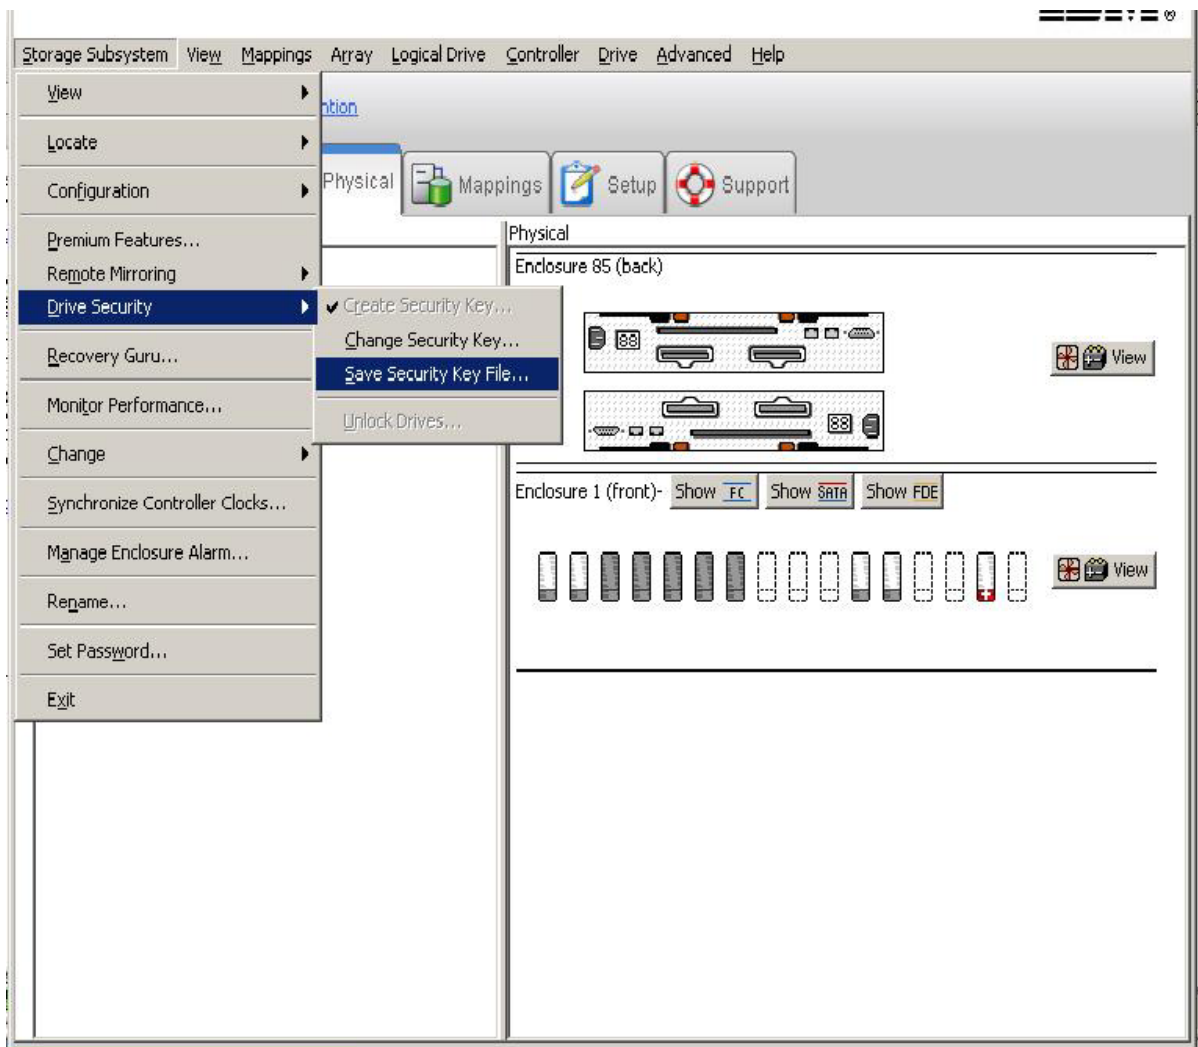 Storage Subsystem View Mappings Array Logical Drive Controller Drive Advanced Help
View
ntion
Locate
Configuration
Physical Mappings Setup Support
Premium Features...
Remote Mirroring
Drive Security
Recovery Guru...
Monitor Performance...
Change
Synchronize Controller Clocks...
Manage Enclosure Alarm...
Rename...
Set Password...
Exit
Create Security Key...
Change Security Key...
Save Security Key File...
Unlock Drives...
Physical
Enclosure 85 (back)
88
View
88
Enclosure 1 (front)- Show FC Show SATA Show FDE
View